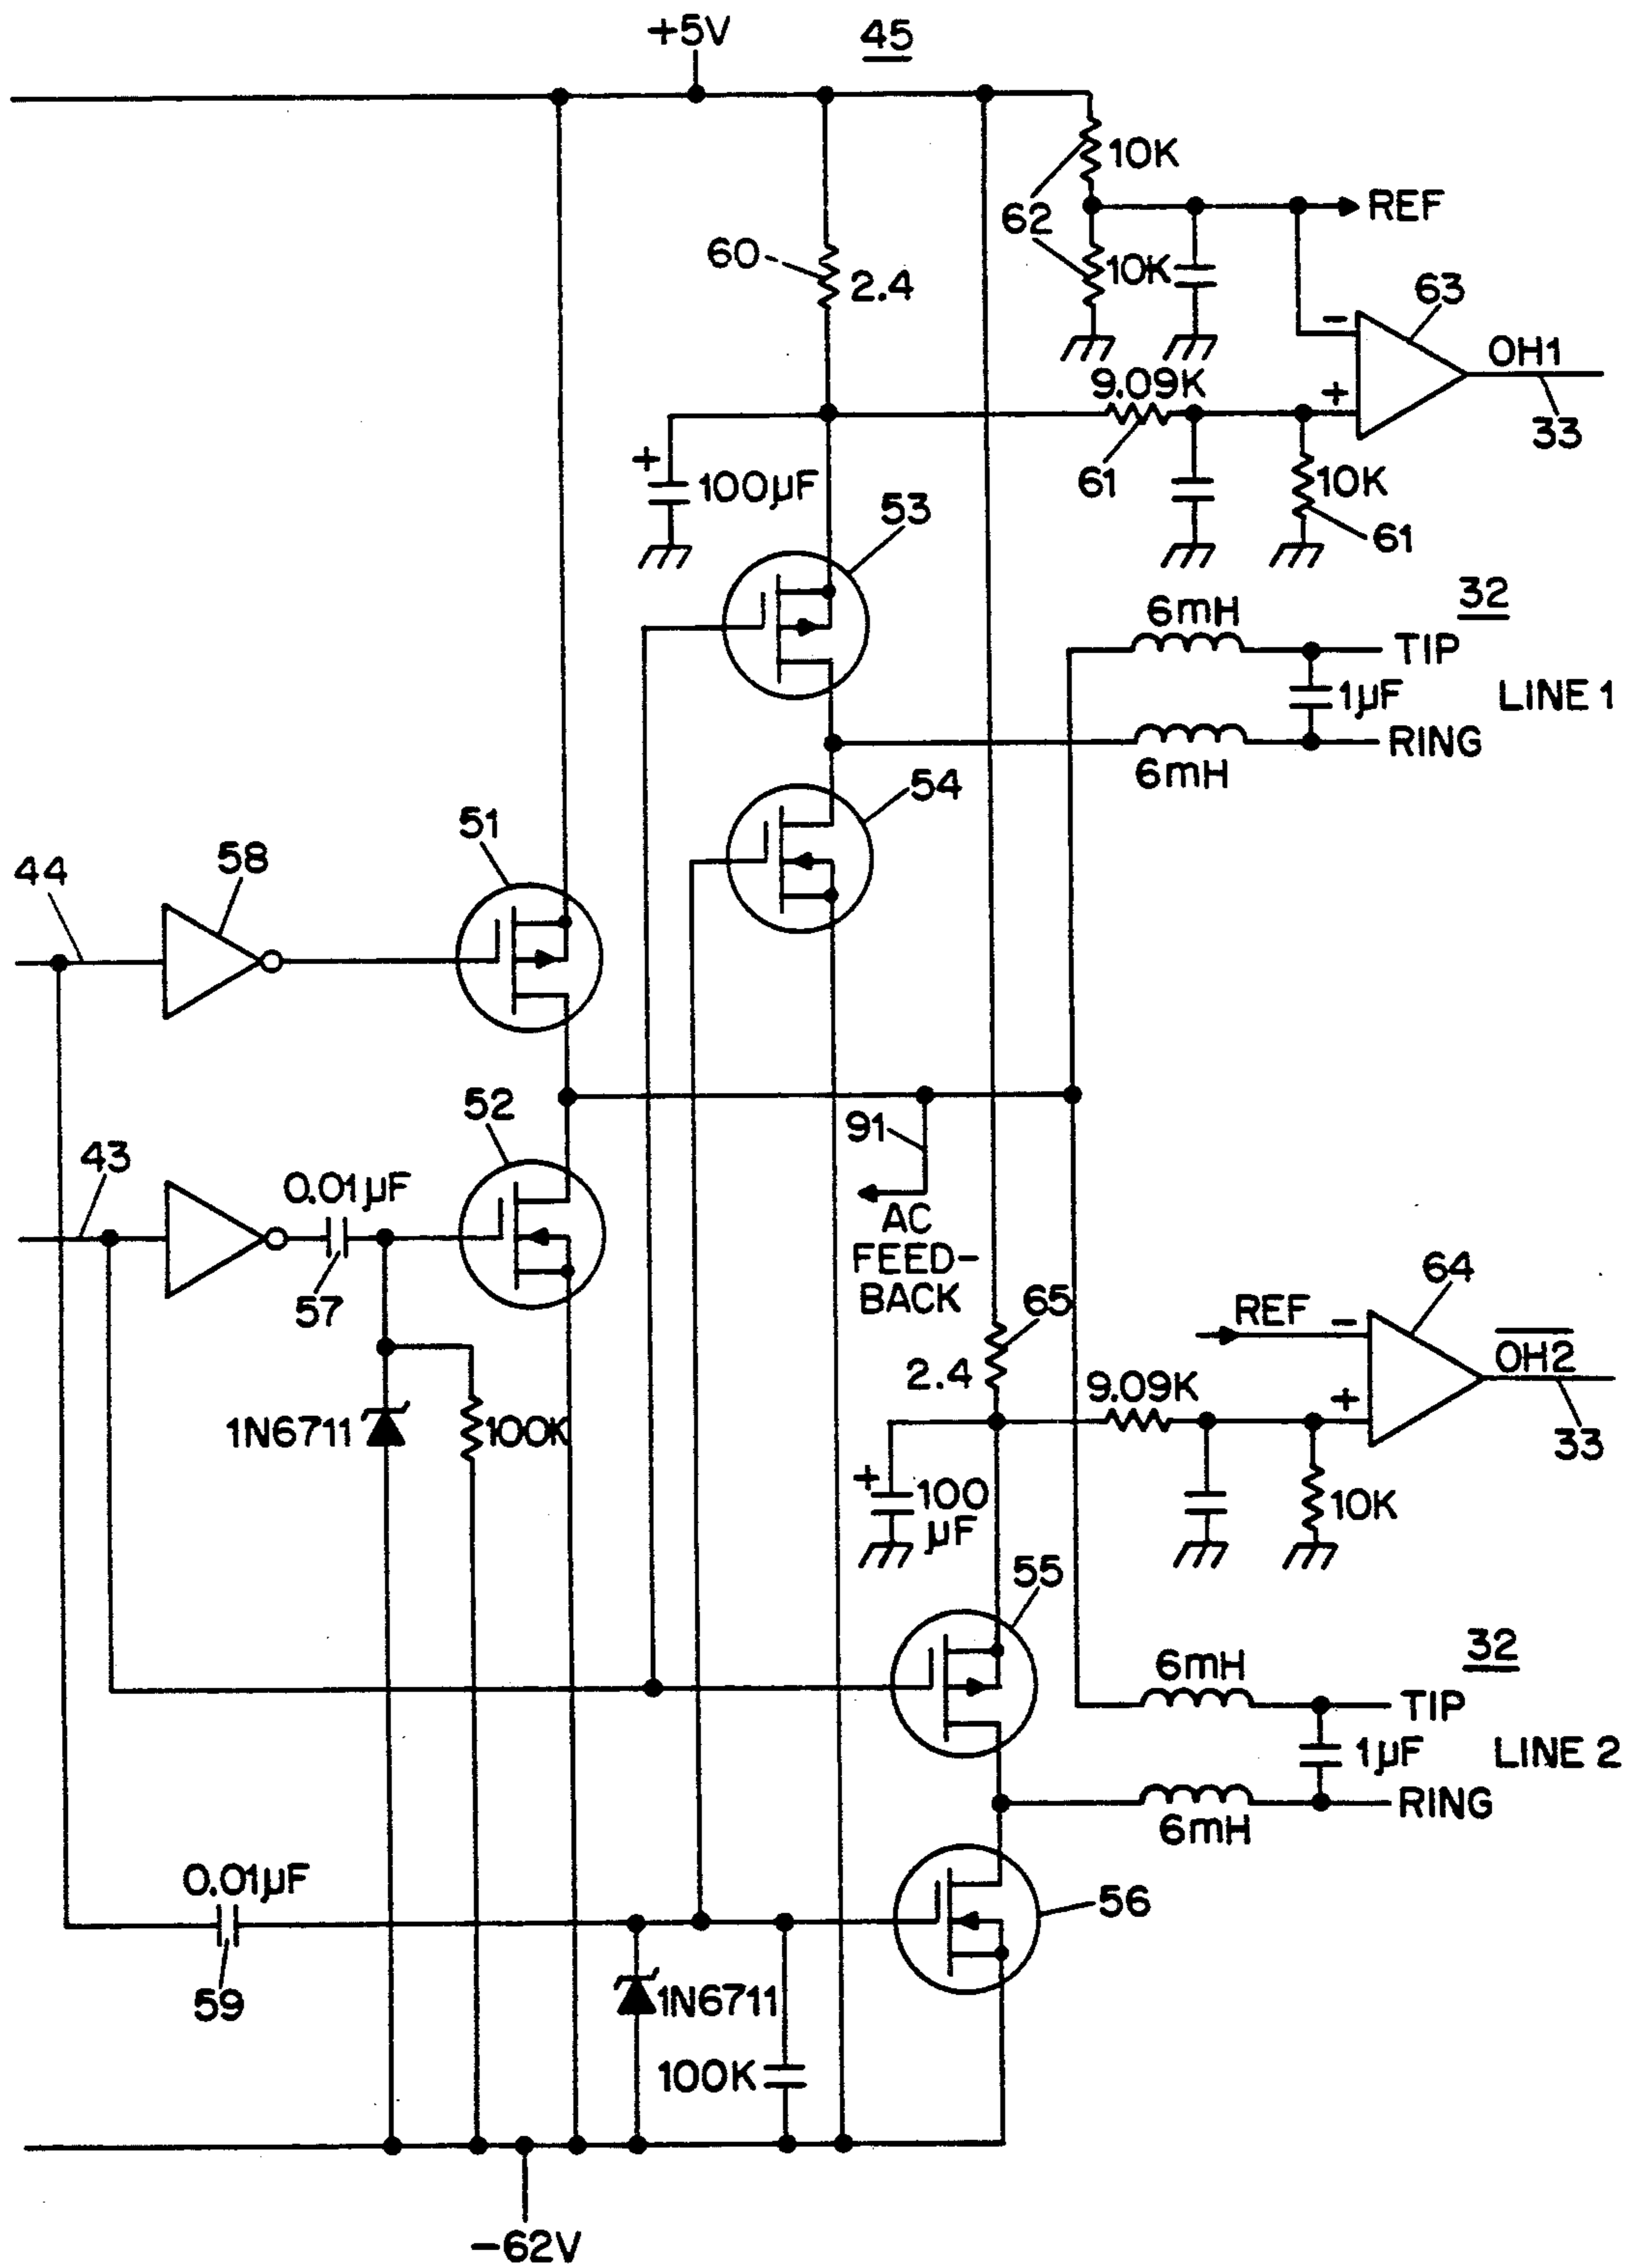 +5V
45
10K
62
REF
60
2.4
10K
63
-
OH1
9.09K
+
33
+
100µF
61
10K
53
61
32
6mH
TIP
1µF
LINE 1
RING
6mH
54
51
58
44
52
91
43
0.01µF
AC
FEED-
BACK
57
64
65
REF
-
OH2
2.4
9.09K
+
1N6711
100K
33
+
100
µF
10K
55
32
6mH
TIP
1µF
LINE 2
RING
6mH
0.01µF
56
59
1N6711
100K
-62V